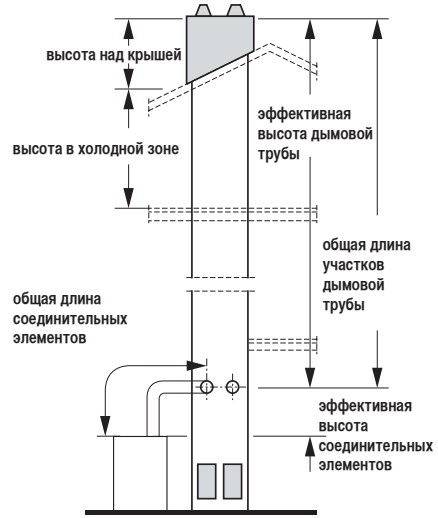 высота над крышей
высота в холодной зоне
эффективная
высота дымовой
трубы
общая длина
участков
дымовой
трубы
общая длина
соединительных
элементов
эффективная
высота
соединительных
элементов